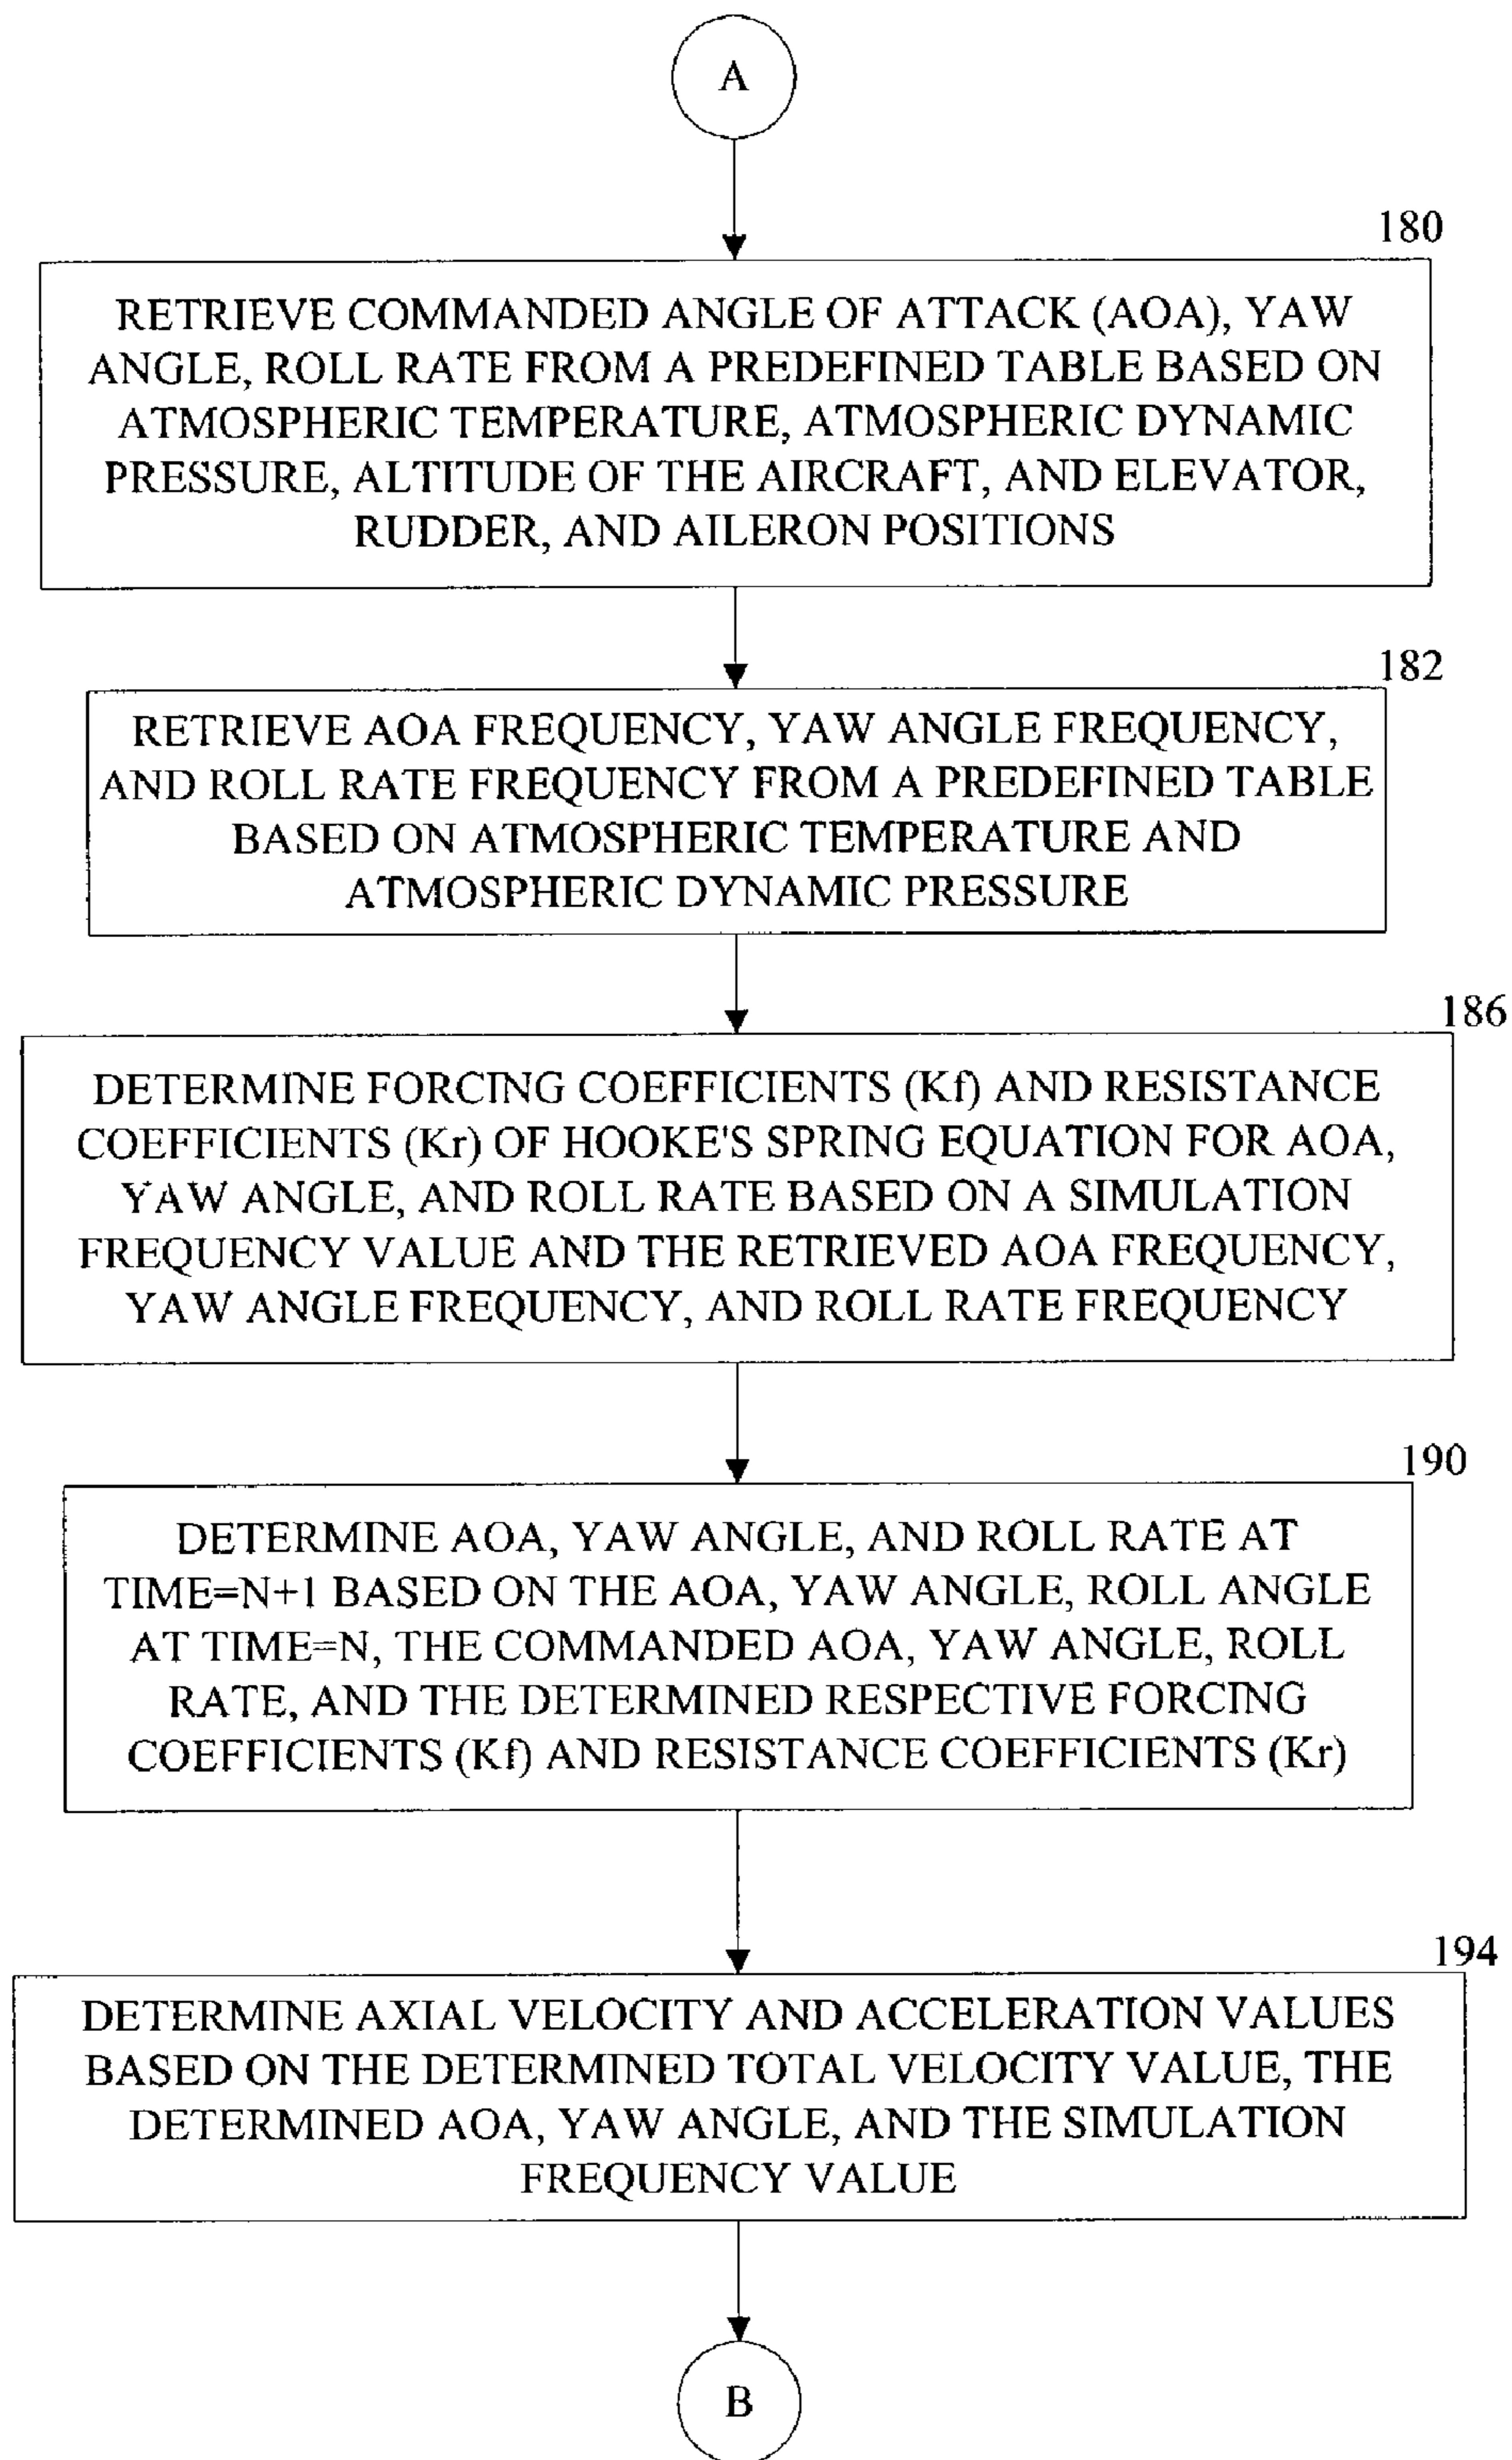 A
180
RETRIEVE COMMANDED ANGLE OF ATTACK (AOA), YAW
ANGLE, ROLL RATE FROM A PREDEFINED TABLE BASED ON
ATMOSPHERIC TEMPERATURE, ATMOSPHERIC DYNAMIC
PRESSURE, ALTITUDE OF THE AIRCRAFT, AND ELEVATOR,
RUDDER, AND AILERON POSITIONS
182
RETRIEVE AOA FREQUENCY, YAW ANGLE FREQUENCY,
AND ROLL RATE FREQUENCY FROM A PREDEFINED TABLE
BASED ON ATMOSPHERIC TEMPERATURE AND
ATMOSPHERIC DYNAMIC PRESSURE
186
DETERMINE FORCING COEFFICIENTS (Kf) AND RESISTANCE
COEFFICIENTS (Kr) OF HOOKE'S SPRING EQUATION FOR AOA,
YAW ANGLE, AND ROLL RATE BASED ON A SIMULATION
FREQUENCY VALUE AND THE RETRIEVED AOA FREQUENCY,
YAW ANGLE FREQUENCY, AND ROLL RATE FREQUENCY
190
DETERMINE AOA, YAW ANGLE, AND ROLL RATE AT
TIME=N+1 BASED ON THE AOA, YAW ANGLE, ROLL ANGLE
AT TIME=N, THE COMMANDED AOA, YAW ANGLE, ROLL
RATE, AND THE DETERMINED RESPECTIVE FORCING
COEFFICIENTS (Kf) AND RESISTANCE COEFFICIENTS (Kr)
194
DETERMINE AXIAL VELOCITY AND ACCELERATION VALUES
BASED ON THE DETERMINED TOTAL VELOCITY VALUE, THE
DETERMINED AOA, YAW ANGLE, AND THE SIMULATION
FREQUENCY VALUE
B